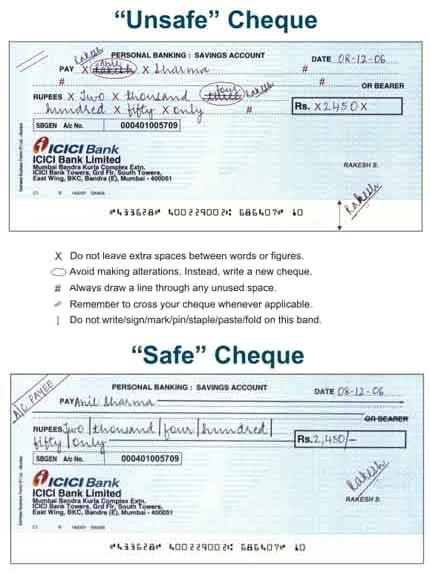 “Unsafe” Cheque
Rakesh
PERSONAL BANKING : SAVINGS ACCOUNT
DATE 08-12-06
PAY X Anil X Sharma #
# # OR BEARER
RUPEES X Two X thousand four three Rakesh
hundred X fifty X only # Rs. X2450X
SBGEN A/c No. 000401005709
ICICI Bank
ICICI Bank Limited
Mumbai Bandra Kurla Complex Extn.
ICICI Bank Towers, Grd Flr, South Towers,
East Wing, BKC, Bandra (E), Mumbai - 400051
RAKESH S.
Rakesh
⑈433628⑈ 400229002⑆ 686407⑈ 10
X Do not leave extra spaces between words or figures.
Avoid making alterations. Instead, write a new cheque.
# Always draw a line through any unused space.
Remember to cross your cheque whenever applicable.
Do not write/sign/mark/pin/staple/paste/fold on this band.
“Safe” Cheque
A/C PAYEE
PERSONAL BANKING : SAVINGS ACCOUNT
DATE 08-12-06
PAY Anil Sharma
OR BEARER
RUPEES Two thousand four hundred
fifty only Rs. 2,450/-
SBGEN A/c No. 000401005709
ICICI Bank
ICICI Bank Limited
Mumbai Bandra Kurla Complex Extn.
ICICI Bank Towers, Grd Flr, South Towers,
East Wing, BKC, Bandra (E), Mumbai - 400051
Rakesh
RAKESH S.
⑈433628⑈ 400229002⑆ 686407⑈ 10